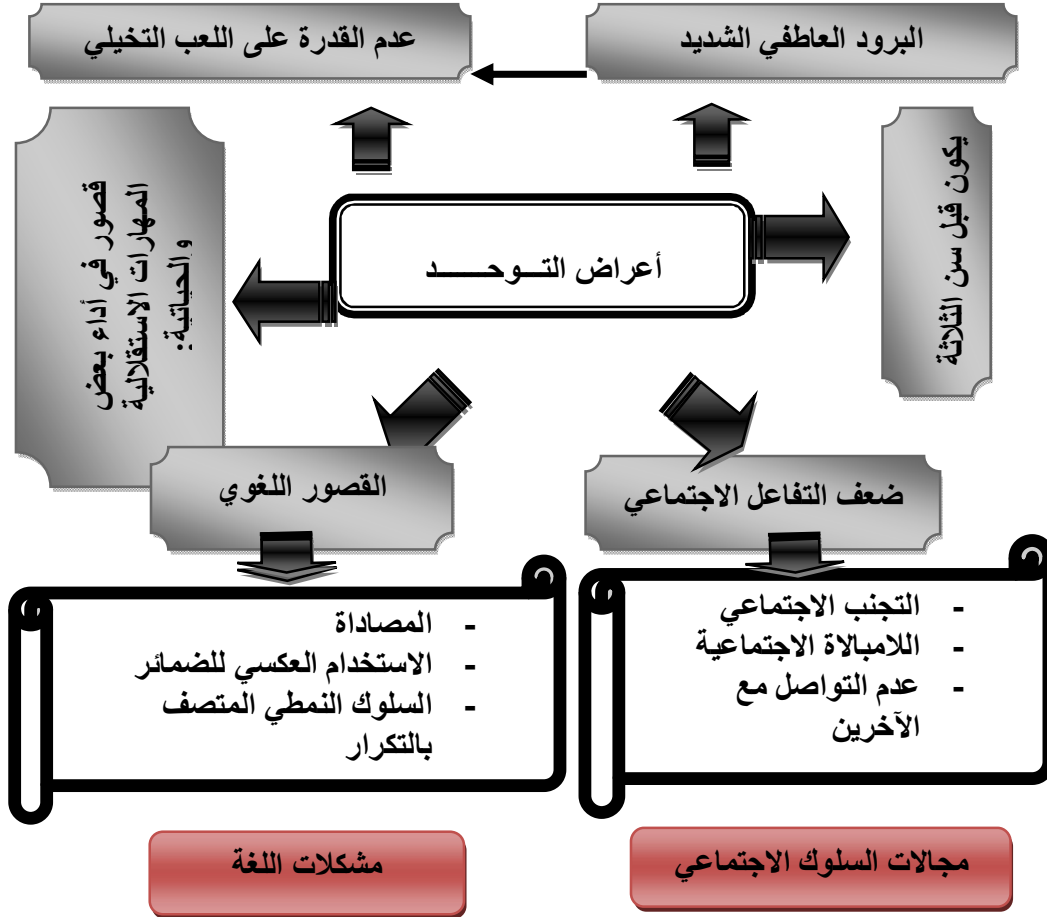 البرود العاطفي الشديد
عدم القدرة على اللعب التخيلي
يكون قبل سن الثلاثة
أعراض التـــوحـــــــد
قصور في أداء بعض
المهارات الاستقلالية
والحياتية:
ضعف التفاعل الاجتماعي
القصور اللغوي
- التجنب الاجتماعي
- اللامبالاة الاجتماعية
- عدم التواصل مع
الآخرين
- المصاداة
- الاستخدام العكسي للضمائر
- السلوك النمطي المتصف
بالتكرار
مجالات السلوك الاجتماعي
مشكلات اللغة